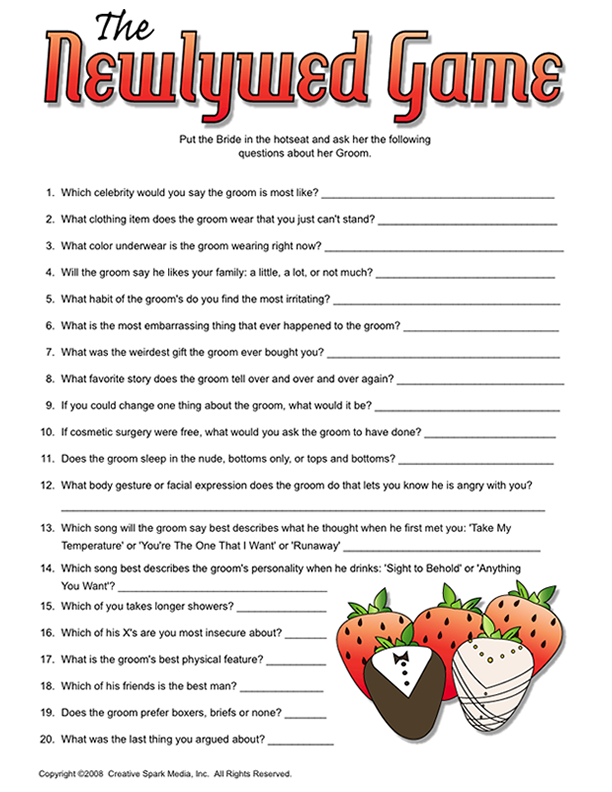 The
Newlywed Game
Put the Bride in the hotseat and ask her the following
questions about her Groom.
1. Which celebrity would you say the groom is most like? ____________________
2. What clothing item does the groom wear that you just can't stand? ____________________
3. What color underwear is the groom wearing right now? ____________________
4. Will the groom say he likes your family: a little, a lot, or not much? ____________________
5. What habit of the groom's do you find the most irritating? ____________________
6. What is the most embarrassing thing that ever happened to the groom? ____________________
7. What was the weirdest gift the groom ever bought you? ____________________
8. What favorite story does the groom tell over and over and over again? ____________________
9. If you could change one thing about the groom, what would it be? ____________________
10. If cosmetic surgery were free, what would you ask the groom to have done? ____________________
11. Does the groom sleep in the nude, bottoms only, or tops and bottoms? ____________________
12. What body gesture or facial expression does the groom do that lets you know he is angry with you?
____________________
13. Which song will the groom say best describes what he thought when he first met you: 'Take My
Temperature' or 'You're The One That I Want' or 'Runaway' ____________________
14. Which song best describes the groom's personality when he drinks: 'Sight to Behold' or 'Anything
You Want'? ____________________
15. Which of you takes longer showers? ____________________
16. Which of his X's are you most insecure about? _______
17. What is the groom's best physical feature? __________
18. Which of his friends is the best man? ______________
19. Does the groom prefer boxers, briefs or none? _______
20. What was the last thing you argued about? ___________
Copyright ©2008 Creative Spark Media, Inc. All Rights Reserved.